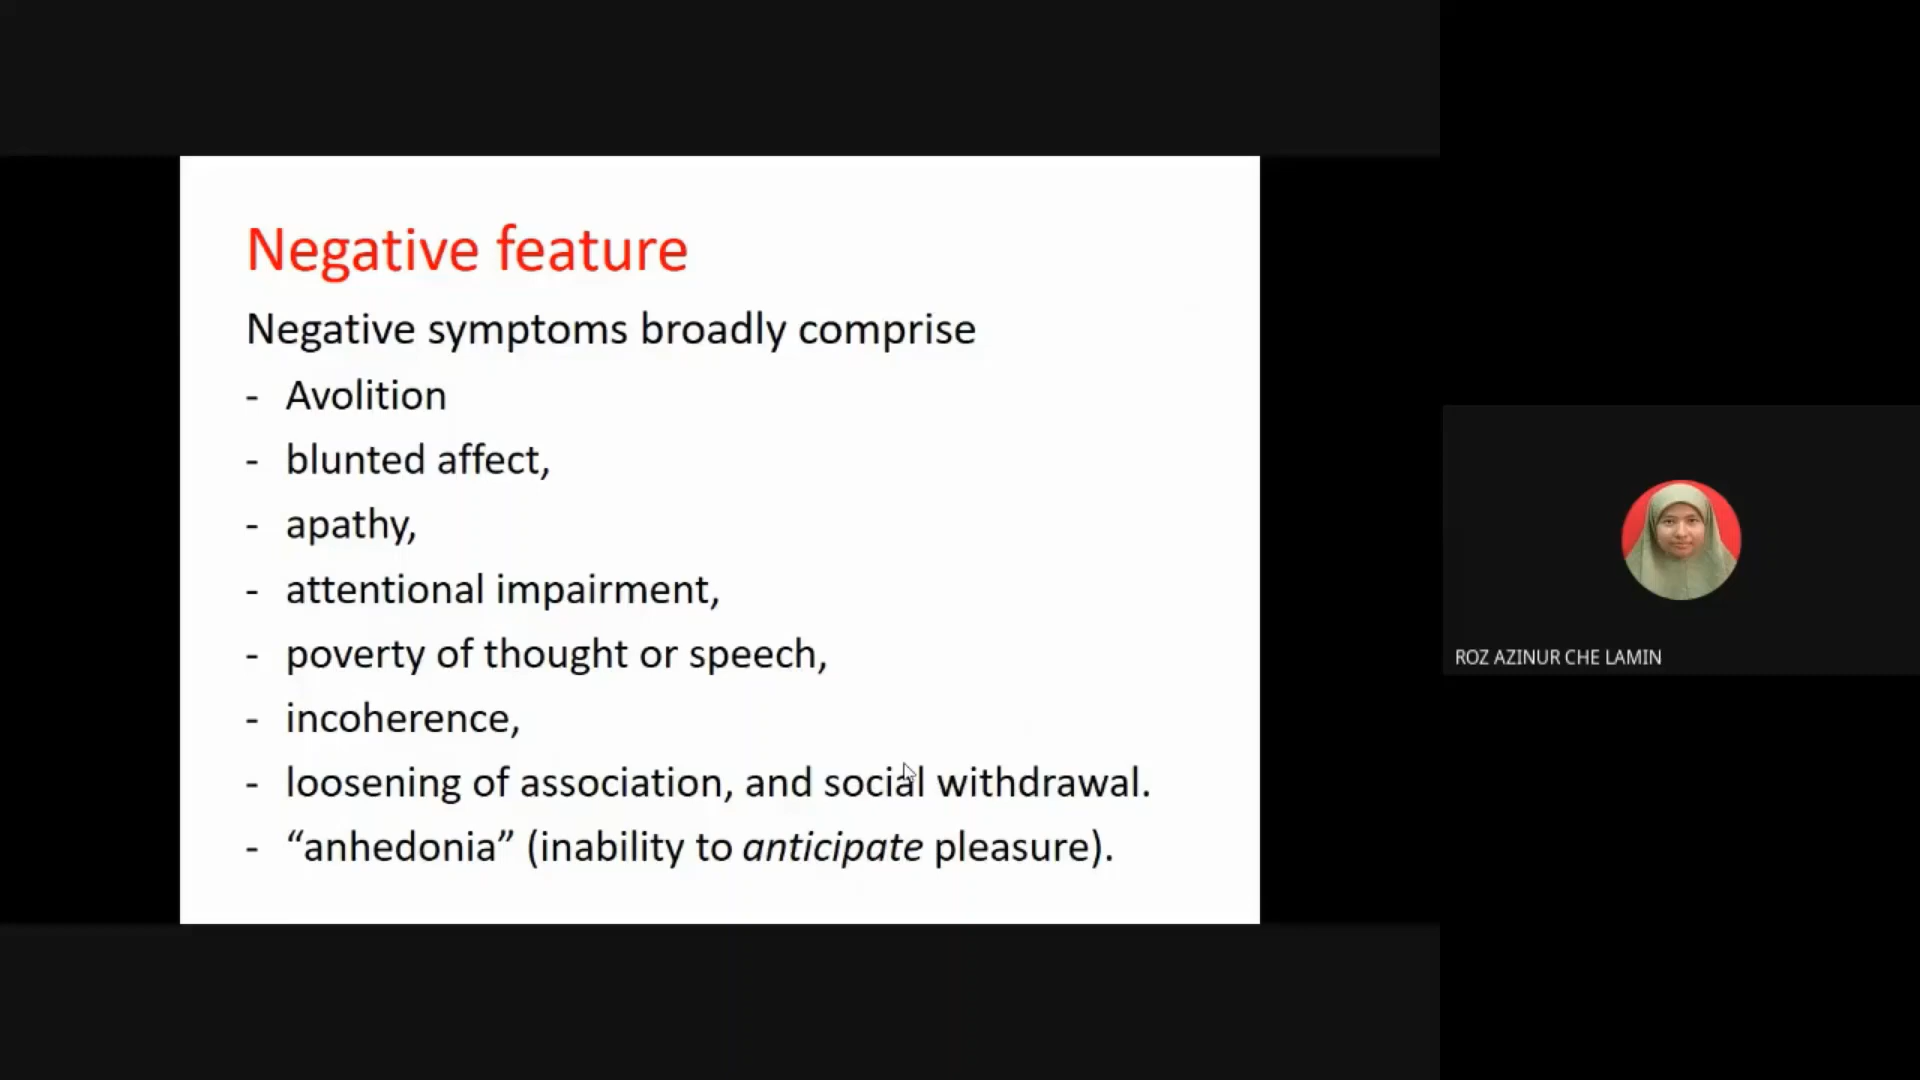 Negative feature
Negative symptoms broadly comprise
- Avolition
- blunted affect,
- apathy,
- attentional impairment,
- poverty of thought or speech,
- incoherence,
- loosening of association, and social withdrawal.
- “anhedonia” (inability to anticipate pleasure).
ROZ AZINUR CHE LAMIN